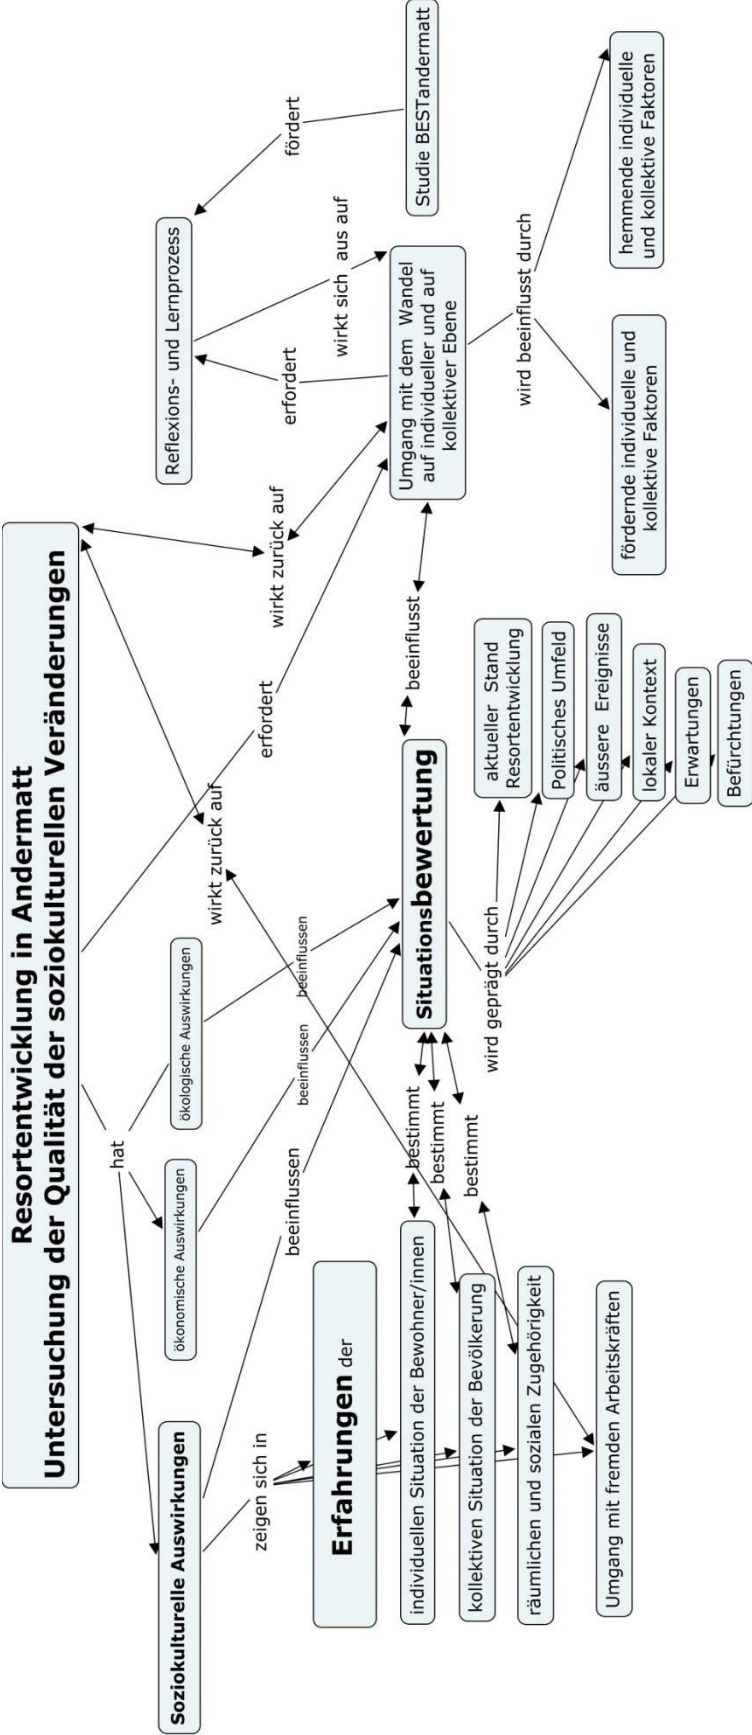 Resortentwicklung in Andermatt
Untersuchung der Qualität der soziokulturellen Veränderungen
hat
Soziokulturelle Auswirkungen
ökonomische Auswirkungen
ökologische Auswirkungen
wirkt zurück auf
erfordert
wirkt zurück auf
Reflexions- und Lernprozess
erfordert
wirkt sich aus auf
fördert
zeigen sich in
beeinflussen
beeinflussen
beeinflussen
Erfahrungen der
individuellen Situation der Bewohner/innen
kollektiven Situation der Bevölkerung
räumlichen und sozialen Zugehörigkeit
Umgang mit fremden Arbeitskräften
bestimmt
bestimmt
bestimmt
Situationsbewertung
beeinflusst
Umgang mit dem Wandel
auf individueller und auf
kollektiver Ebene
Studie BESTandermatt
wird geprägt durch
aktueller Stand
Resortentwicklung
Politisches Umfeld
äussere Ereignisse
lokaler Kontext
Erwartungen
Befürchtungen
wird beeinflusst durch
fördernde individuelle und
kollektive Faktoren
hemmende individuelle
und kollektive Faktoren